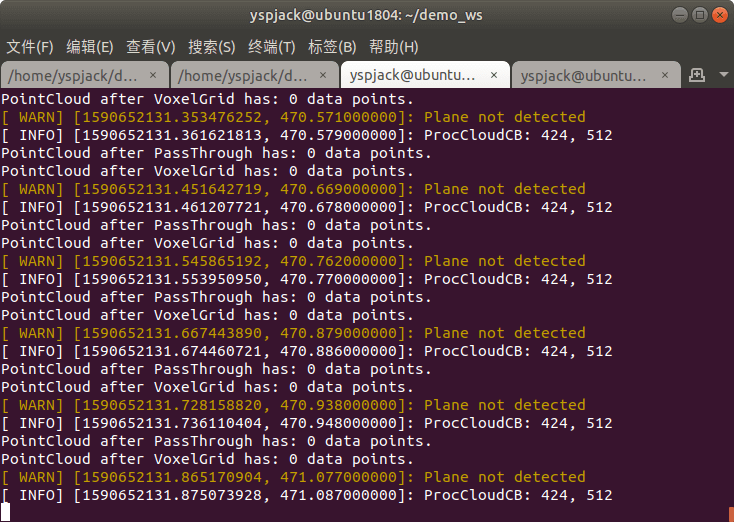 yspjack@ubuntu1804: ~/demo_ws
文件(F) 编辑(E) 查看(V) 搜索(S) 终端(T) 标签(B) 帮助(H)
/home/yspjack/d... × /home/yspjack/d... × yspjack@ubuntu... × yspjack@ubuntu... ×
PointCloud after VoxelGrid has: 0 data points.
[ WARN] [1590652131.353476252, 470.571000000]: Plane not detected
[ INFO] [1590652131.361621813, 470.579000000]: ProcCloudCB: 424, 512
PointCloud after PassThrough has: 0 data points.
PointCloud after VoxelGrid has: 0 data points.
[ WARN] [1590652131.451642719, 470.669000000]: Plane not detected
[ INFO] [1590652131.461207721, 470.678000000]: ProcCloudCB: 424, 512
PointCloud after PassThrough has: 0 data points.
PointCloud after VoxelGrid has: 0 data points.
[ WARN] [1590652131.545865192, 470.762000000]: Plane not detected
[ INFO] [1590652131.553950950, 470.770000000]: ProcCloudCB: 424, 512
PointCloud after PassThrough has: 0 data points.
PointCloud after VoxelGrid has: 0 data points.
[ WARN] [1590652131.667443890, 470.879000000]: Plane not detected
[ INFO] [1590652131.674460721, 470.886000000]: ProcCloudCB: 424, 512
PointCloud after PassThrough has: 0 data points.
PointCloud after VoxelGrid has: 0 data points.
[ WARN] [1590652131.728158820, 470.938000000]: Plane not detected
[ INFO] [1590652131.736110404, 470.948000000]: ProcCloudCB: 424, 512
PointCloud after PassThrough has: 0 data points.
PointCloud after VoxelGrid has: 0 data points.
[ WARN] [1590652131.865170904, 471.077000000]: Plane not detected
[ INFO] [1590652131.875073928, 471.087000000]: ProcCloudCB: 424, 512